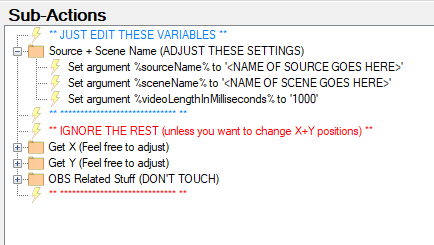 Sub-Actions
** JUST EDIT THESE VARIABLES **
Source + Scene Name (ADJUST THESE SETTINGS)
Set argument %sourceName% to '<NAME OF SOURCE GOES HERE>'
Set argument %sceneName% to '<NAME OF SCENE GOES HERE>'
Set argument %videoLengthInMilliseconds% to '1000'
** **************************** **
** IGNORE THE REST (unless you want to change X+Y positions) **
Get X (Feel free to adjust)
Get Y (Feel free to adjust)
OBS Related Stuff (DON'T TOUCH)
** **************************** **